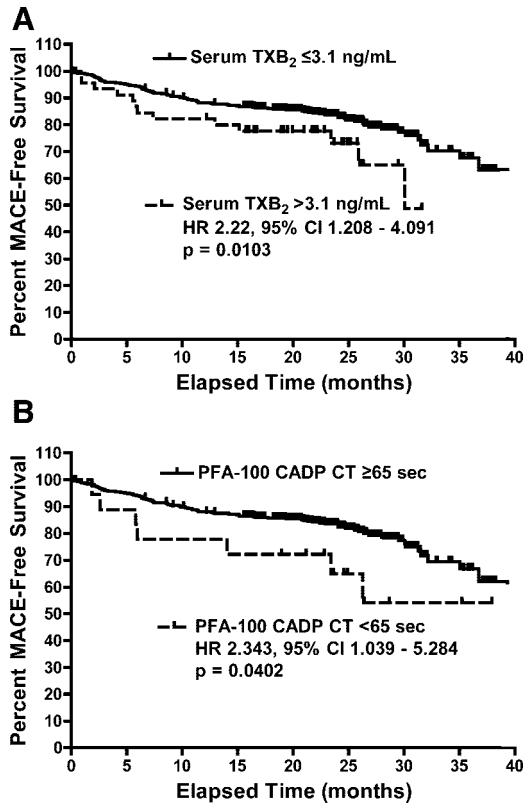 A
Percent MACE-Free Survival
110
100
90
80
70
60
50
40
30
20
10
0
Serum TXB₂ ≤3.1 ng/mL
Serum TXB₂ >3.1 ng/mL
HR 2.22, 95% CI 1.208 - 4.091
p = 0.0103
0 5 10 15 20 25 30 35 40
Elapsed Time (months)
B
Percent MACE-Free Survival
110
100
90
80
70
60
50
40
30
20
10
0
PFA-100 CADP CT ≥65 sec
PFA-100 CADP CT <65 sec
HR 2.343, 95% CI 1.039 - 5.284
p = 0.0402
0 5 10 15 20 25 30 35 40
Elapsed Time (months)